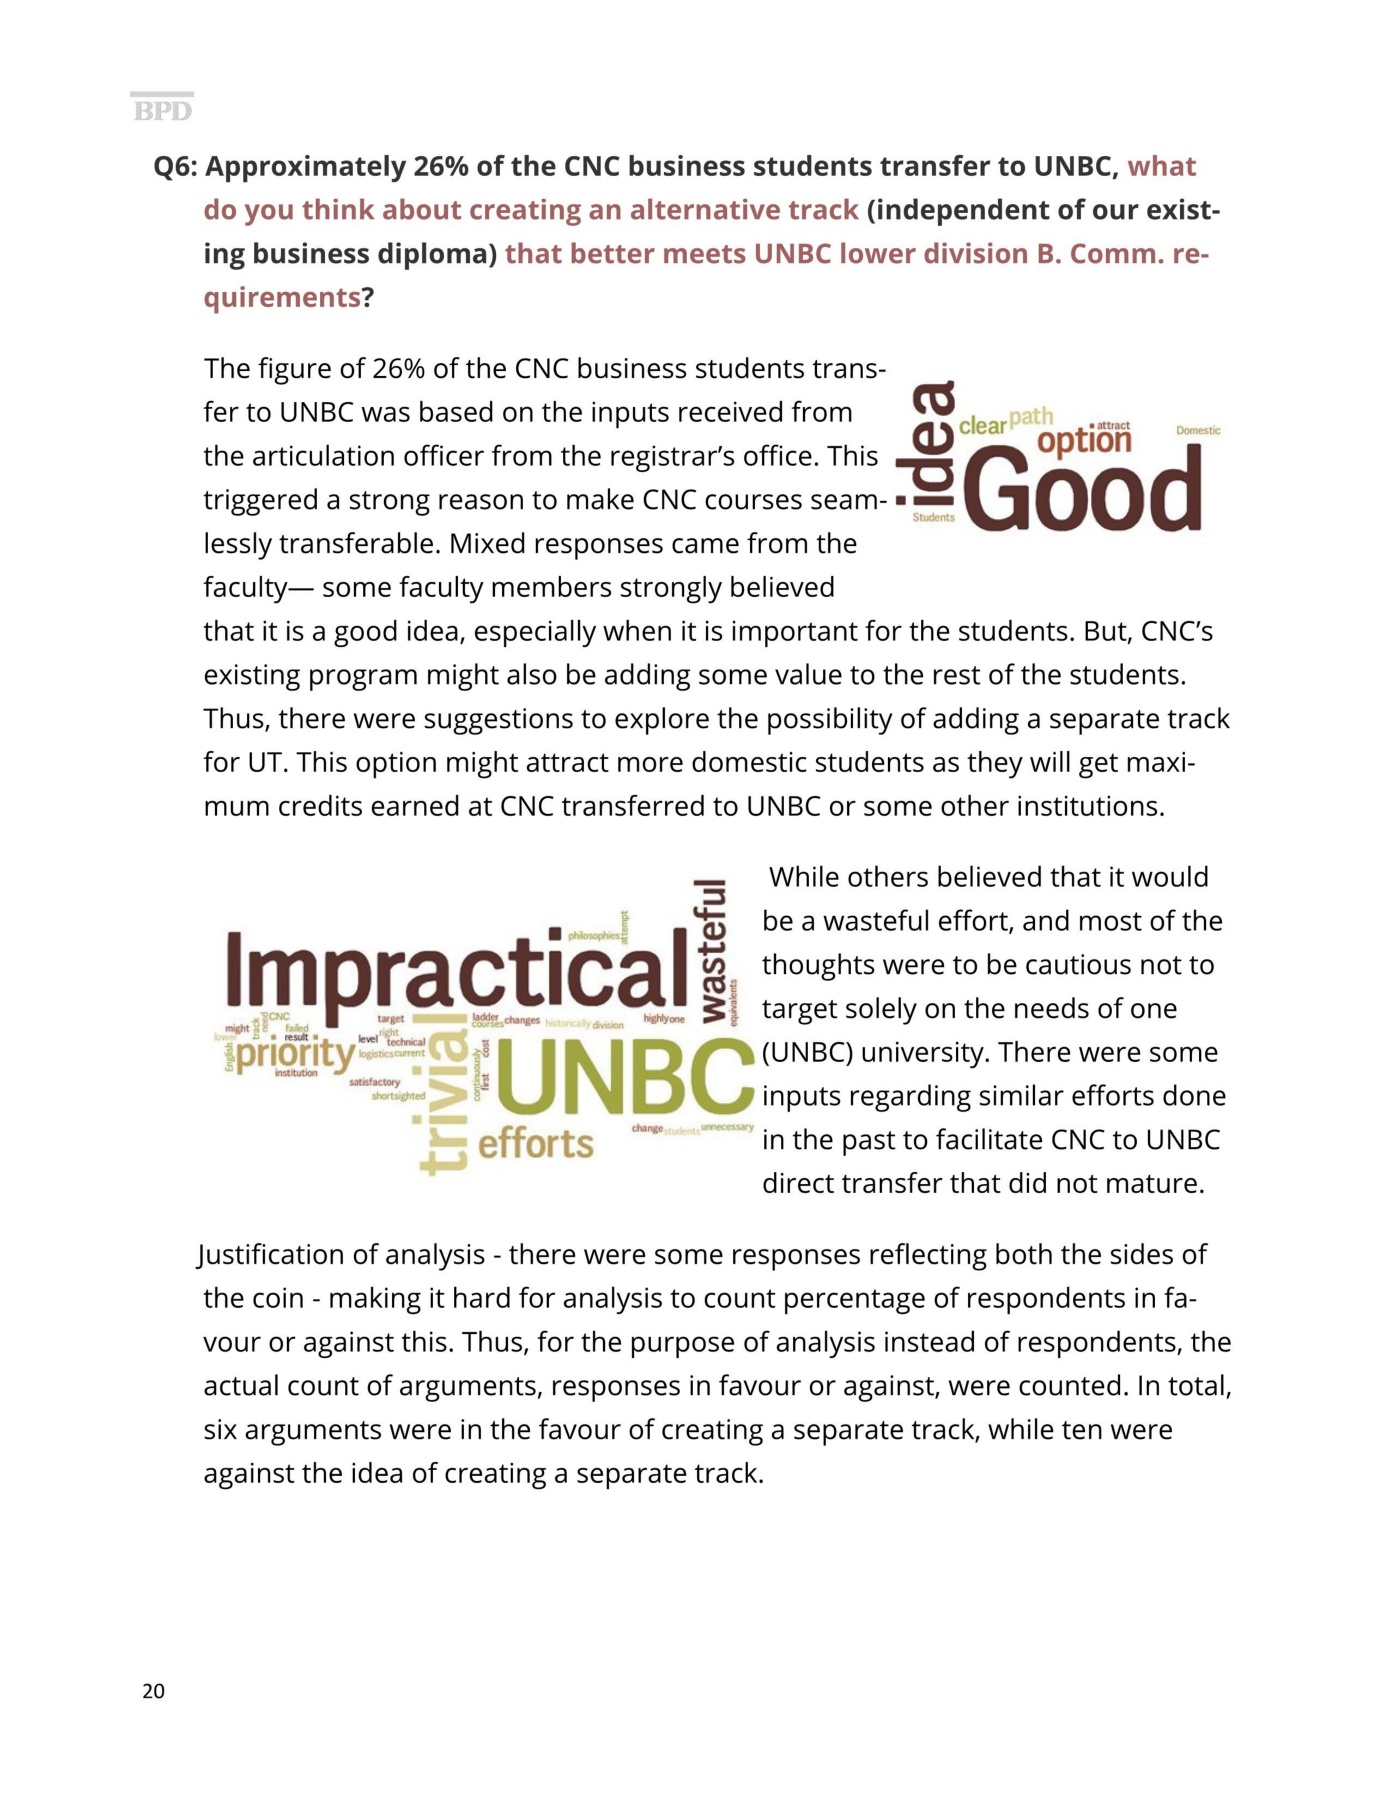 BPD
Q6: Approximately 26% of the CNC business students transfer to UNBC, what
do you think about creating an alternative track (independent of our exist-
ing business diploma) that better meets UNBC lower division B. Comm. re-
quirements?
The figure of 26% of the CNC business students trans-
fer to UNBC was based on the inputs received from
the articulation officer from the registrar’s office. This
triggered a strong reason to make CNC courses seam-
lessly transferable. Mixed responses came from the
faculty— some faculty members strongly believed
idea
clear path
attract
option
Domestic
Good
Students
that it is a good idea, especially when it is important for the students. But, CNC’s
existing program might also be adding some value to the rest of the students.
Thus, there were suggestions to explore the possibility of adding a separate track
for UT. This option might attract more domestic students as they will get maxi-
mum credits earned at CNC transferred to UNBC or some other institutions.
wasteful
attempt
philosophies
Impractical
equivalents
CNC
need
track
might
failed
lower
result
target
right
level
technical
logistics current
ladder
courses changes historically division
highly one
English
priority
institution
satisfactory
shortsighted
trivial
continuously
cost
first
UNBC
efforts
change students unnecessary
While others believed that it would
be a wasteful effort, and most of the
thoughts were to be cautious not to
target solely on the needs of one
(UNBC) university. There were some
inputs regarding similar efforts done
in the past to facilitate CNC to UNBC
direct transfer that did not mature.
Justification of analysis - there were some responses reflecting both the sides of
the coin - making it hard for analysis to count percentage of respondents in fa-
vour or against this. Thus, for the purpose of analysis instead of respondents, the
actual count of arguments, responses in favour or against, were counted. In total,
six arguments were in the favour of creating a separate track, while ten were
against the idea of creating a separate track.
20